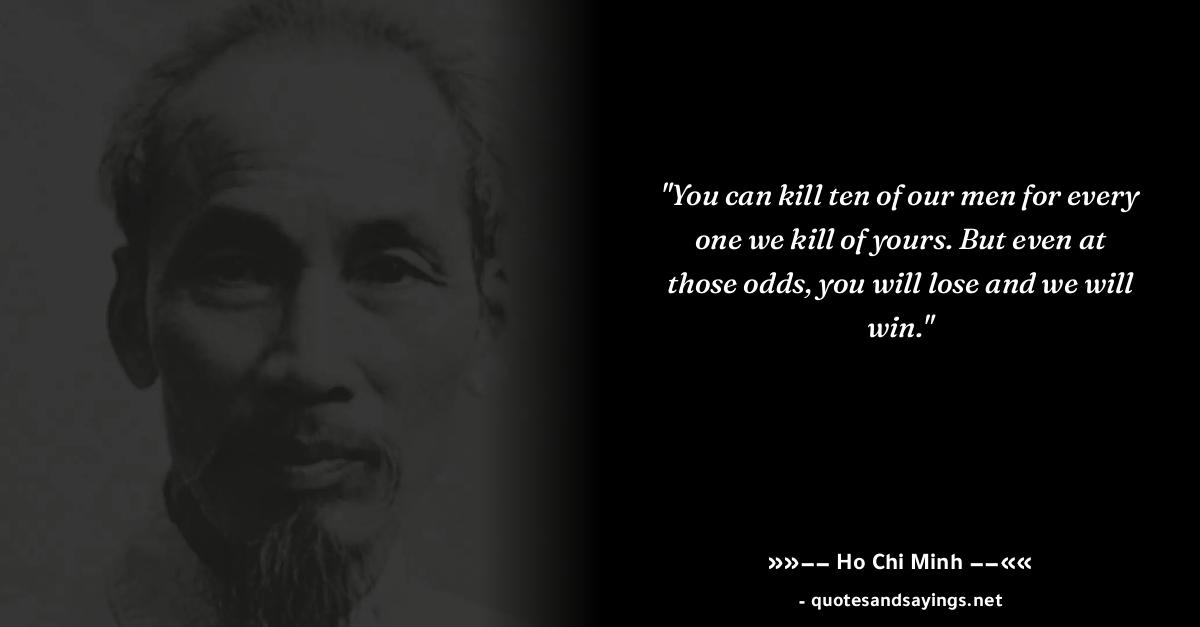 "You can kill ten of our men for every
one we kill of yours. But even at
those odds, you will lose and we will
win."
»»−− Ho Chi Minh −−««
- quotesandsayings.net